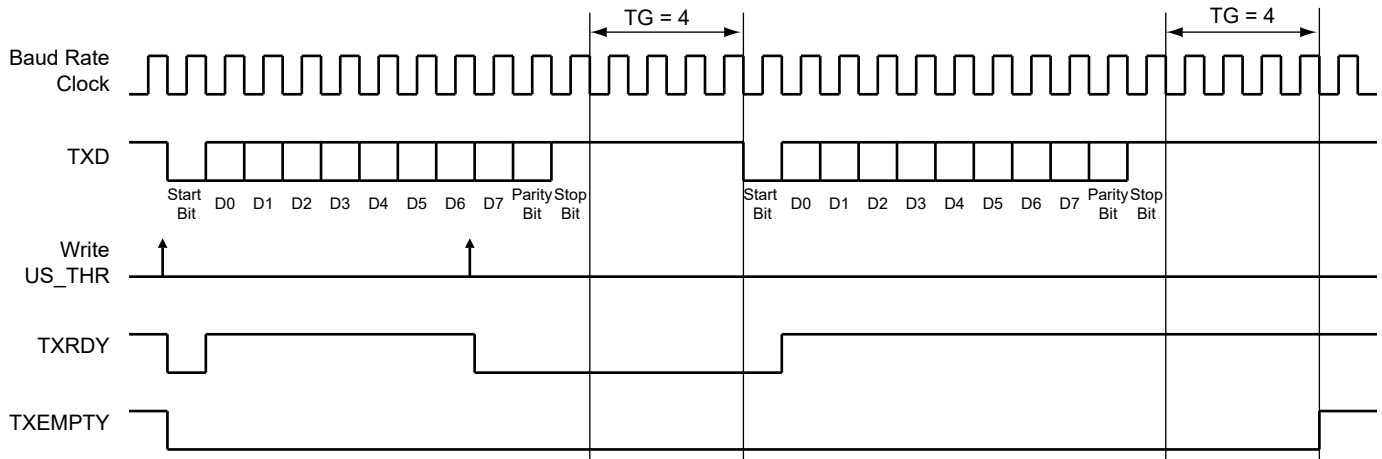 TG = 4 TG = 4
Baud Rate
Clock
TXD
Start
Bit D0 D1 D2 D3 D4 D5 D6 D7 Parity
Bit Stop
Bit Start
Bit D0 D1 D2 D3 D4 D5 D6 D7 Parity
Bit Stop
Bit
Write
US_THR
TXRDY
TXEMPTY